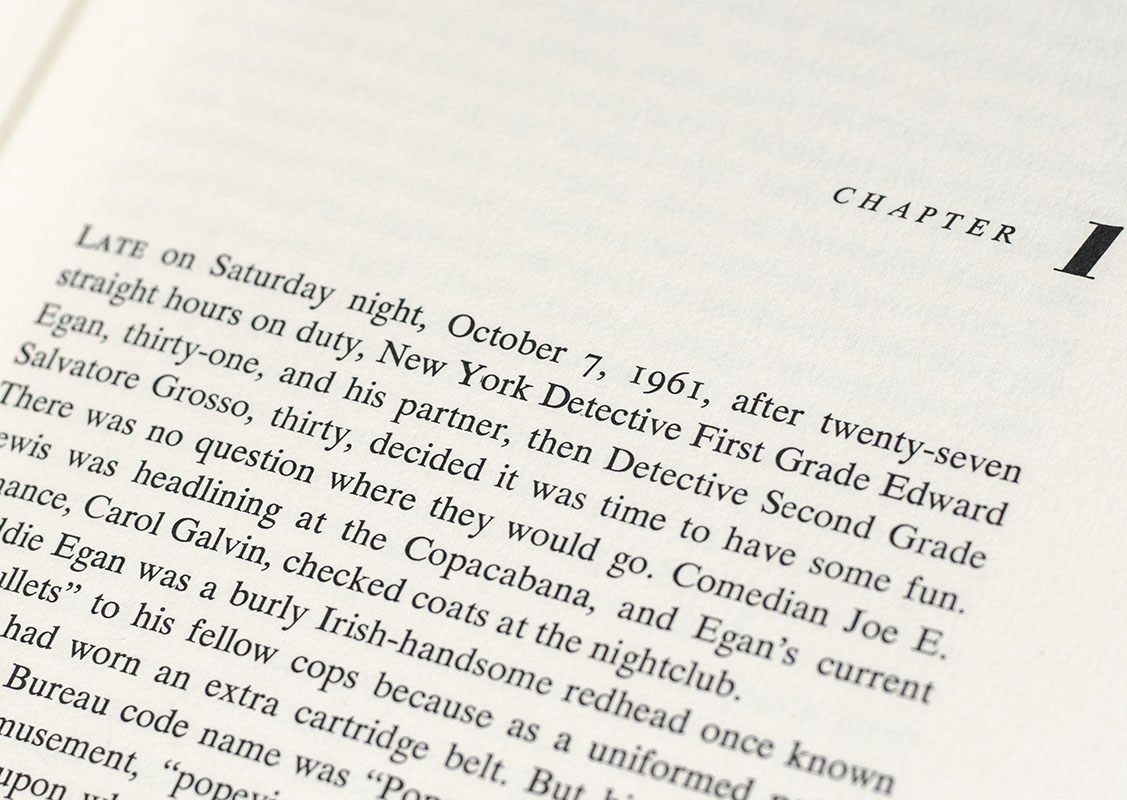 CHAPTER 1
LATE on Saturday night, October 7, 1961, after twenty-seven
straight hours on duty, New York Detective First Grade Edward
Egan, thirty-one, and his partner, then Detective Second Grade
Salvatore Grosso, thirty, decided it was time to have some fun.
There was no question where they would go. Comedian Joe E.
ewis was headlining at the Copacabana, and Egan's current
mance, Carol Galvin, checked coats at the nightclub.
ddie Egan was a burly Irish-handsome redhead once known
ullets” to his fellow cops because as a uniformed
had worn an extra cartridge belt. But
Bureau code name was
musement,
upon